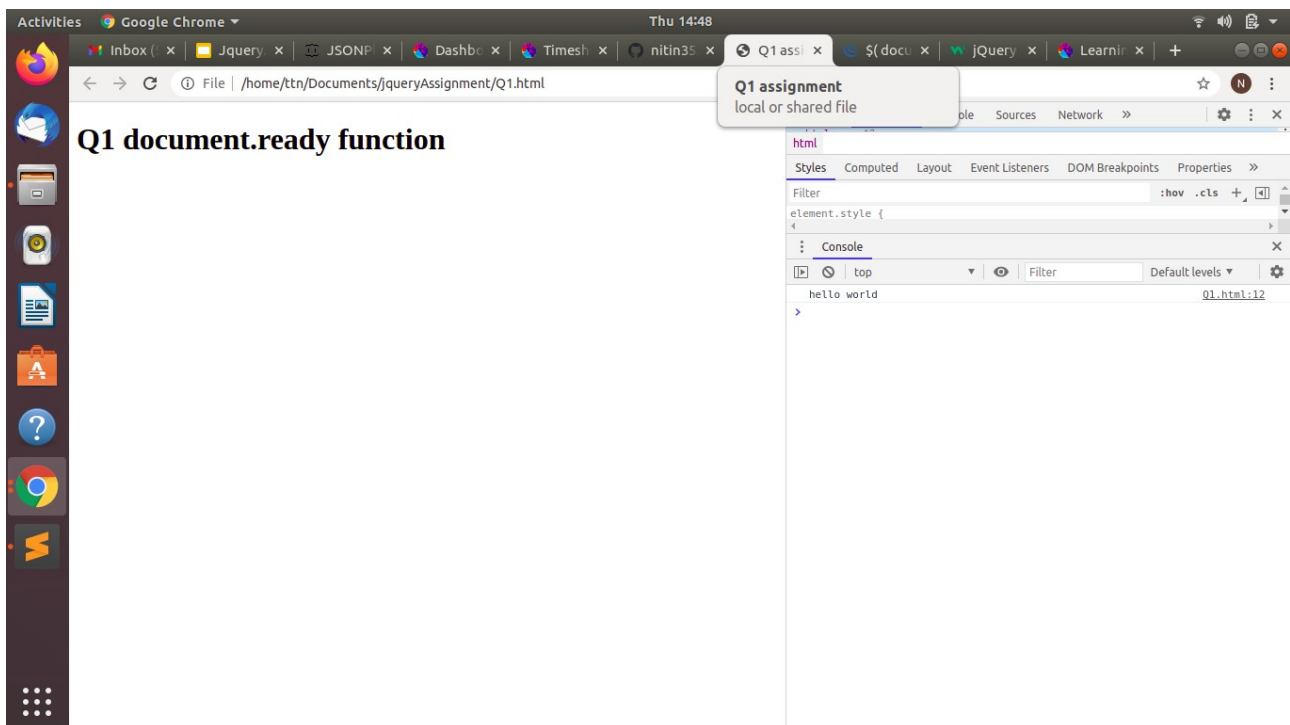 Activities Google Chrome Thu 14:48
Inbox ( Jquery. JSONPl Dashbo Timesh nitin35 Q1 assi $( docu jQuery Learnin
File /home/ttn/Documents/jqueryAssignment/Q1.html N
Q1 assignment
local or shared file
ole Sources Network »
Q1 document.ready function
html
Styles Computed Layout Event Listeners DOM Breakpoints Properties »
Filter :hov .cls +
element.style {
Console
top Filter Default levels
hello world Q1.html:12
>